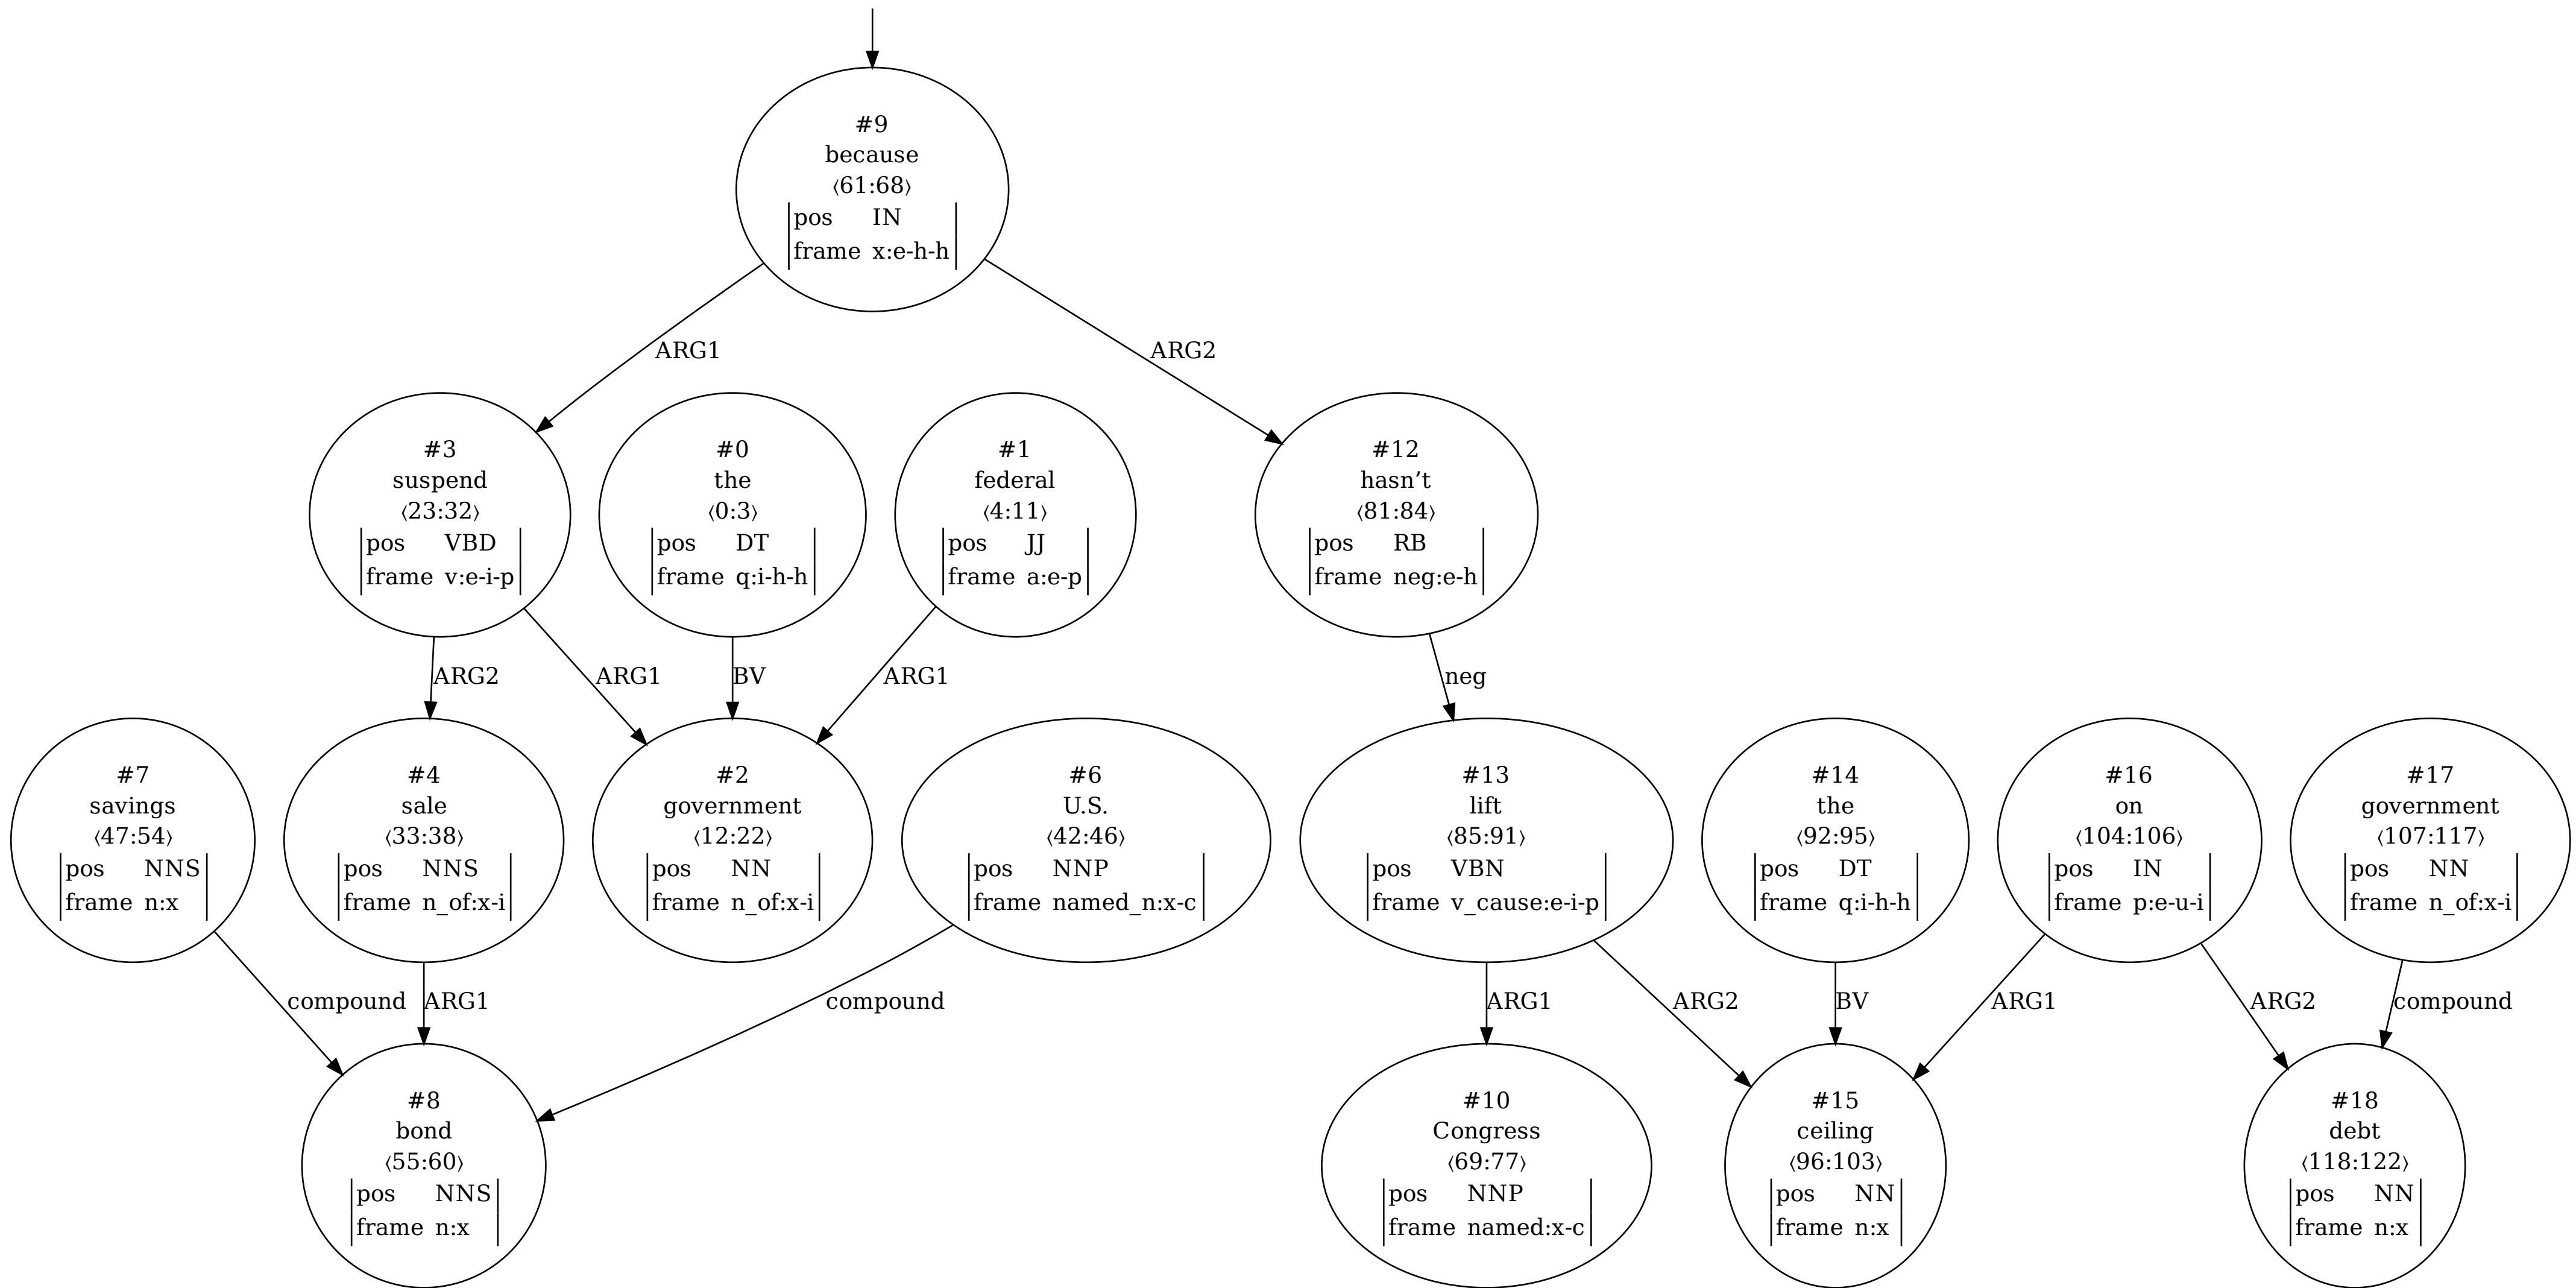 #9
because
⟨61:68⟩
pos IN
frame x:e-h-h
ARG1
ARG2
#3
suspend
⟨23:32⟩
pos VBD
frame v:e-i-p
#0
the
⟨0:3⟩
pos DT
frame q:i-h-h
#1
federal
⟨4:11⟩
pos JJ
frame a:e-p
#12
hasn’t
⟨81:84⟩
pos RB
frame neg:e-h
ARG2
ARG1
BV
ARG1
neg
#7
savings
⟨47:54⟩
pos NNS
frame n:x
#4
sale
⟨33:38⟩
pos NNS
frame n_of:x-i
#2
government
⟨12:22⟩
pos NN
frame n_of:x-i
#6
U.S.
⟨42:46⟩
pos NNP
frame named_n:x-c
#13
lift
⟨85:91⟩
pos VBN
frame v_cause:e-i-p
#14
the
⟨92:95⟩
pos DT
frame q:i-h-h
#16
on
⟨104:106⟩
pos IN
frame p:e-u-i
#17
government
⟨107:117⟩
pos NN
frame n_of:x-i
compound
ARG1
compound
ARG1
ARG2
BV
ARG1
ARG2
compound
#8
bond
⟨55:60⟩
pos NNS
frame n:x
#10
Congress
⟨69:77⟩
pos NNP
frame named:x-c
#15
ceiling
⟨96:103⟩
pos NN
frame n:x
#18
debt
⟨118:122⟩
pos NN
frame n:x